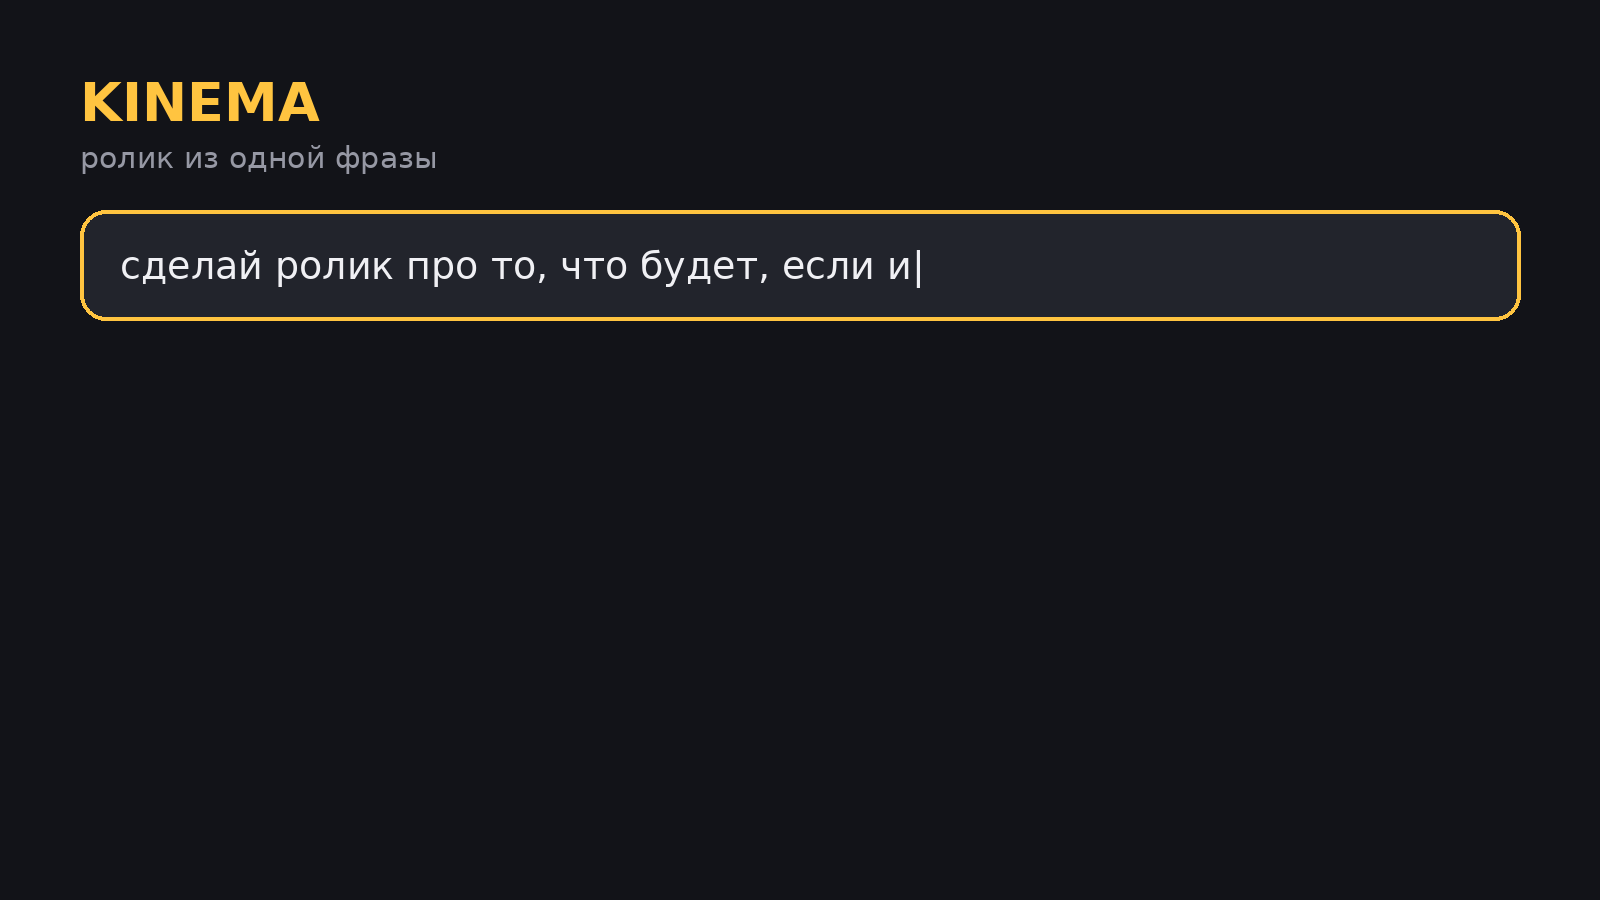 KINEMA
ролик из одной фразы
сделай ролик про то, что будет, если и|